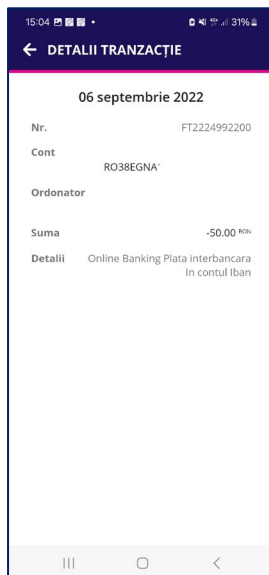 15:04
31%
← DETALII TRANZACȚIE
06 septembrie 2022
Nr. FT2224992200
Cont
RO38EGNA
Ordonator
Suma -50.00 RON
Detalii Online Banking Plata interbancara
In contul Iban